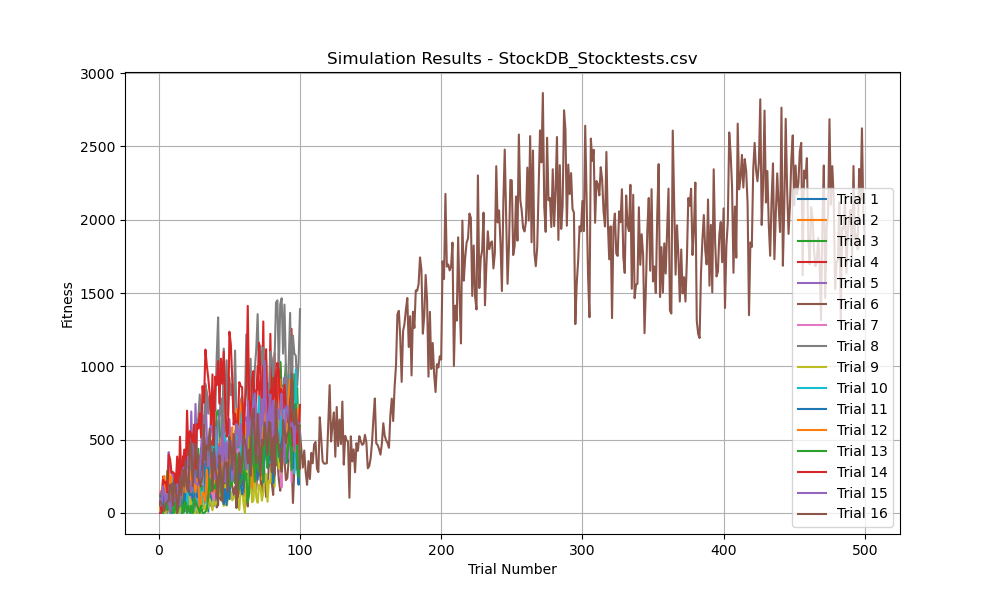 Simulation Results - StockDB_Stocktests.csv
3000
2500
2000
1500
1000
500
0
Fitness
0 100 200 300 400 500
Trial Number
Trial 1
Trial 2
Trial 3
Trial 4
Trial 5
Trial 6
Trial 7
Trial 8
Trial 9
Trial 10
Trial 11
Trial 12
Trial 13
Trial 14
Trial 15
Trial 16